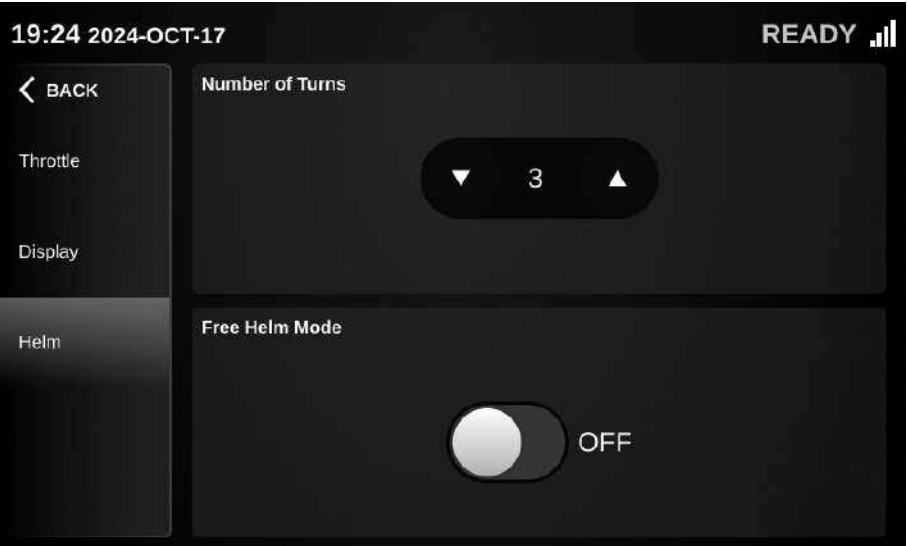 19:24 2024-OCT-17
READY
BACK
Throttle
Display
Helm
Number of Turns
3
Free Helm Mode
OFF